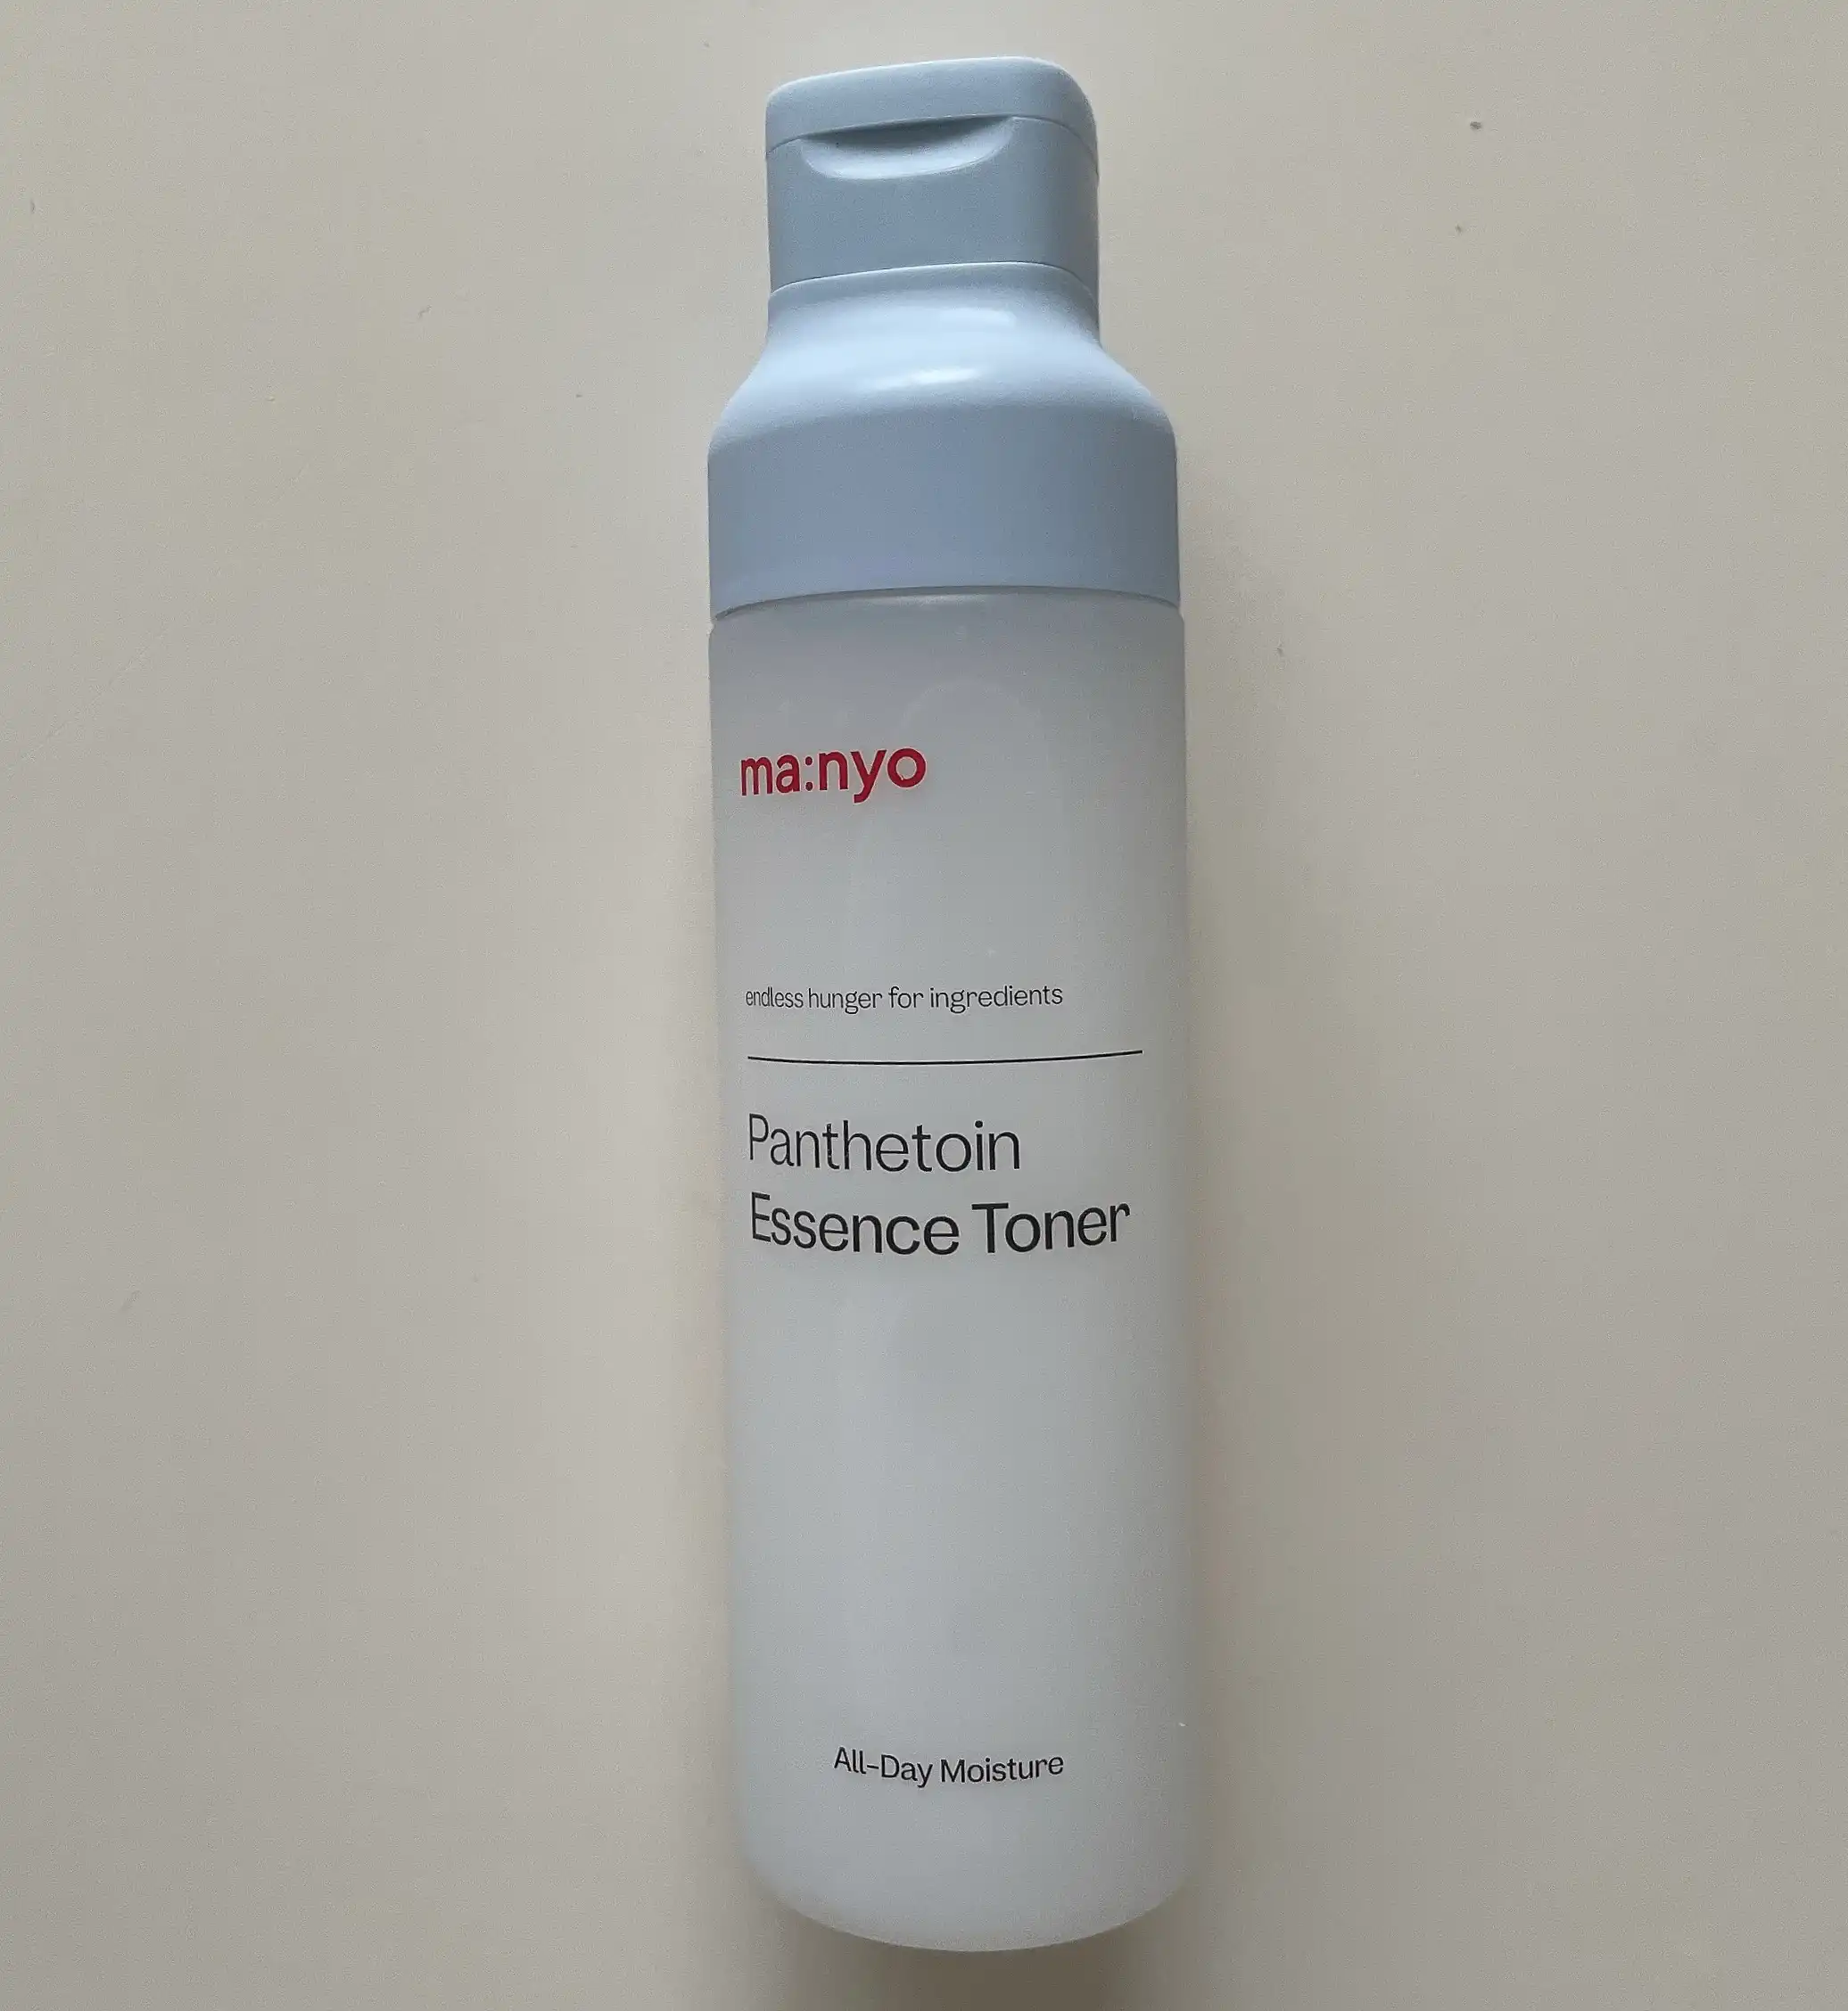 ma:nyo
endless hunger for ingredients
Panthetoin
Essence Toner
All-Day Moisture